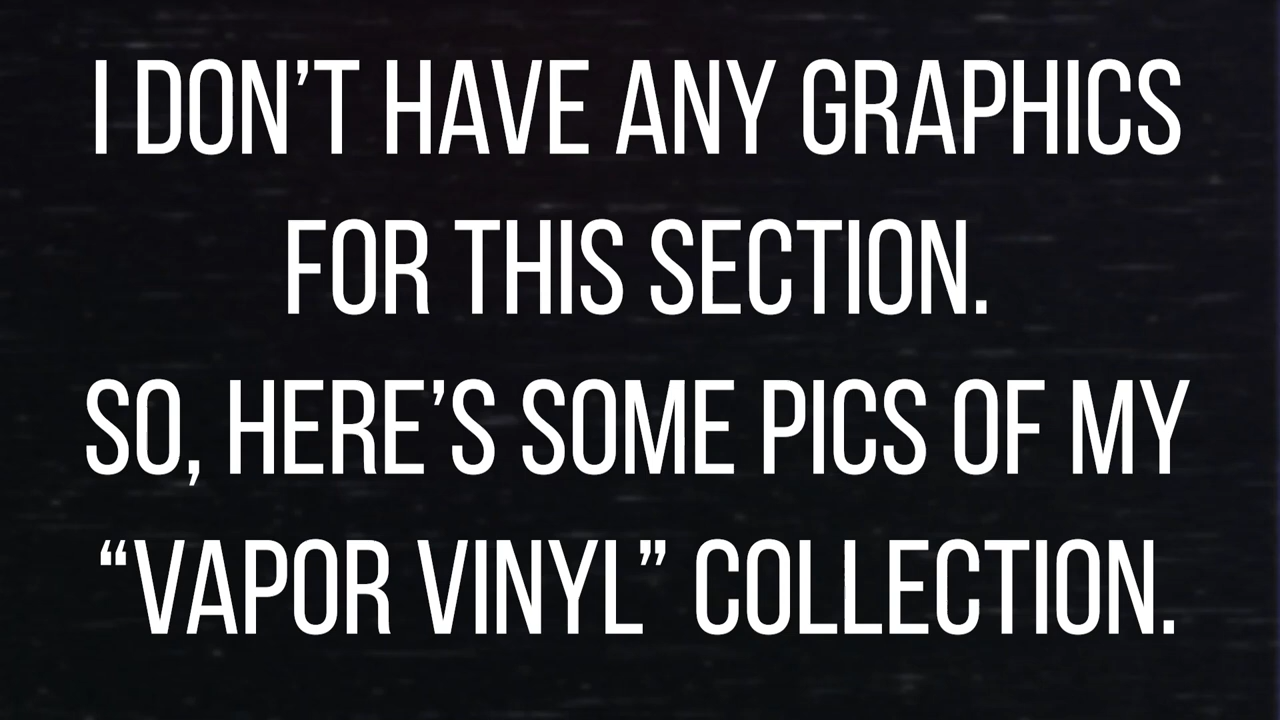 I DON’T HAVE ANY GRAPHICS
FOR THIS SECTION.
SO, HERE’S SOME PICS OF MY
“VAPOR VINYL” COLLECTION.